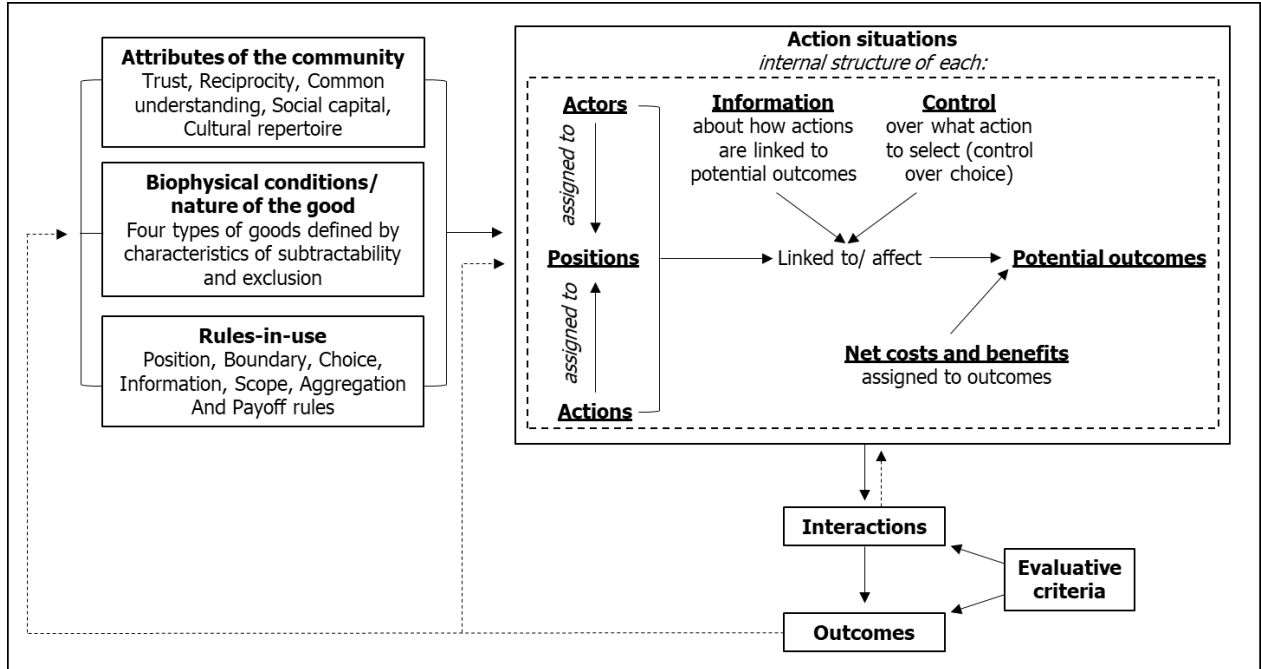 Attributes of the community
Trust, Reciprocity, Common
understanding, Social capital,
Cultural repertoire
Biophysical conditions/
nature of the good
Four types of goods defined by
characteristics of subtractability
and exclusion
Rules-in-use
Position, Boundary, Choice,
Information, Scope, Aggregation
And Payoff rules
Action situations
internal structure of each:
Actors
assigned to
Positions
assigned to
Actions
Information
about how actions
are linked to
potential outcomes
Control
over what action
to select (control
over choice)
Linked to/ affect
Potential outcomes
Net costs and benefits
assigned to outcomes
Interactions
Evaluative
criteria
Outcomes